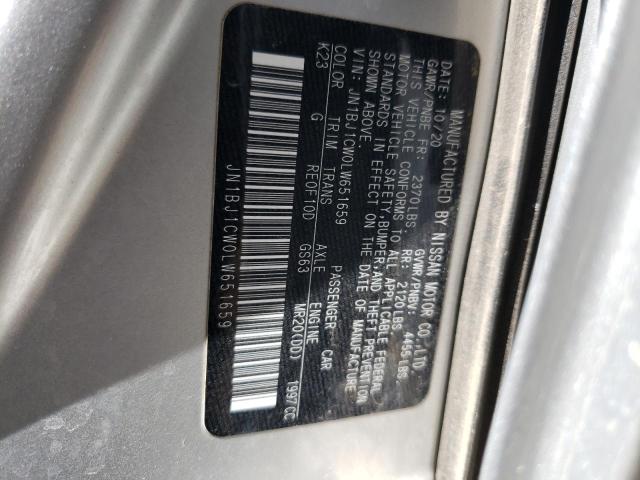 MANUFACTURED BY NISSAN MOTOR CO.,LTD.
DATE: 10/20 GVWR/PNBV: 4455LBS.
GAWR/PNBE FR: 2370LBS. RR: 2120LBS.
THIS VEHICLE CONFORMS TO ALL APPLICABLE FEDERAL
MOTOR VEHICLE SAFETY, BUMPER, AND THEFT PREVENTION
STANDARDS IN EFFECT ON THE DATE OF MANUFACTURE
SHOWN ABOVE.
VIN: JN1BJ1CW0LW651659 PASSENGER CAR
COLOR TRIM TRANS AXLE ENGINE
K23 G RE0F10D GS63 MR20(DD) 1997CC
JN1BJ1CW0LW651659